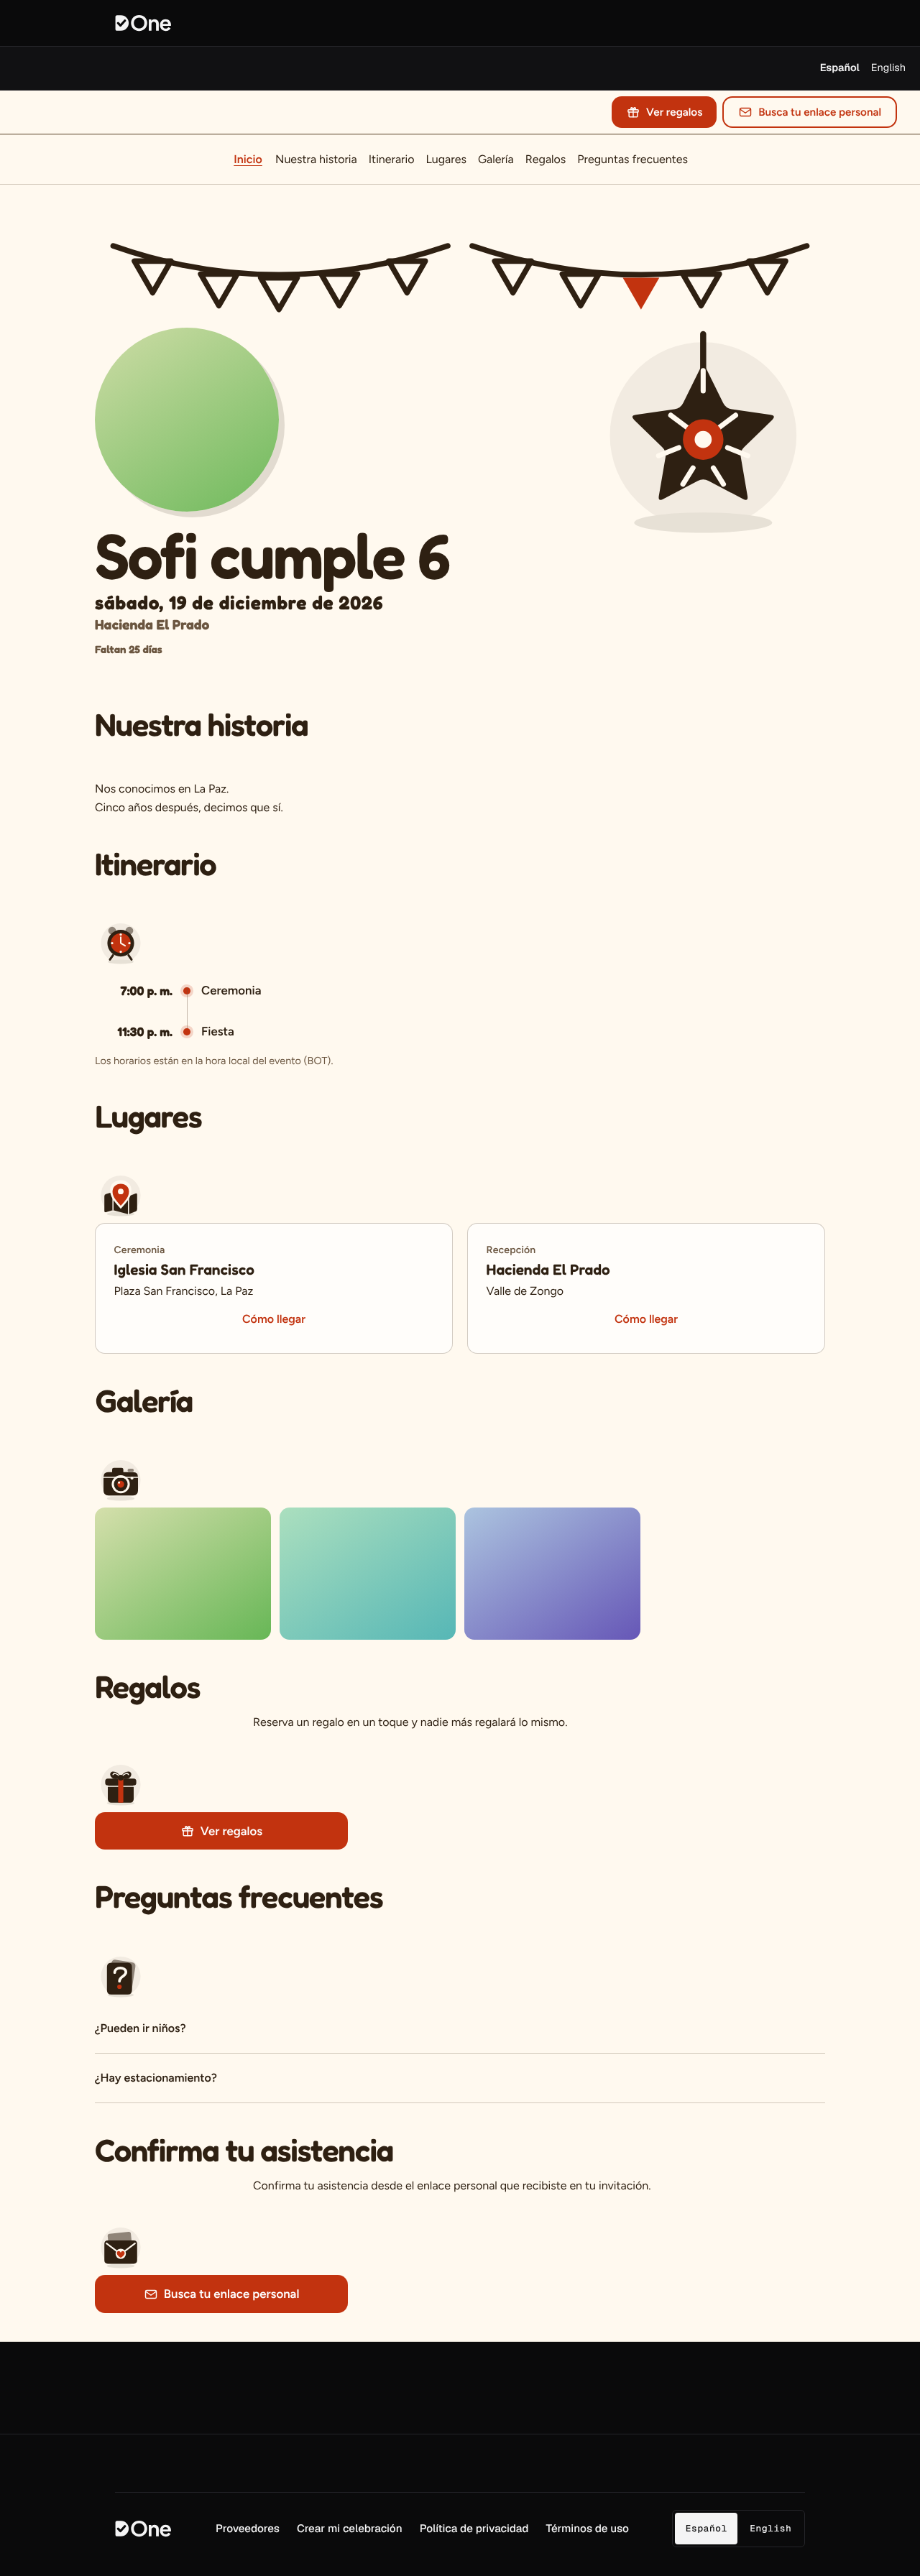 One
Español English
Ver regalos Busca tu enlace personal
Inicio Nuestra historia Itinerario Lugares Galería Regalos Preguntas frecuentes
Sofi cumple 6
sábado, 19 de diciembre de 2026
Hacienda El Prado
Faltan 25 días
Nuestra historia
Nos conocimos en La Paz.
Cinco años después, decimos que sí.
Itinerario
7:00 p. m. Ceremonia
11:30 p. m. Fiesta
Los horarios están en la hora local del evento (BOT).
Lugares
Ceremonia
Iglesia San Francisco
Plaza San Francisco, La Paz
Cómo llegar
Recepción
Hacienda El Prado
Valle de Zongo
Cómo llegar
Galería
Regalos
Reserva un regalo en un toque y nadie más regalará lo mismo.
Ver regalos
Preguntas frecuentes
?
¿Pueden ir niños?
¿Hay estacionamiento?
Confirma tu asistencia
Confirma tu asistencia desde el enlace personal que recibiste en tu invitación.
Busca tu enlace personal
One
Proveedores Crear mi celebración Política de privacidad Términos de uso
Español English